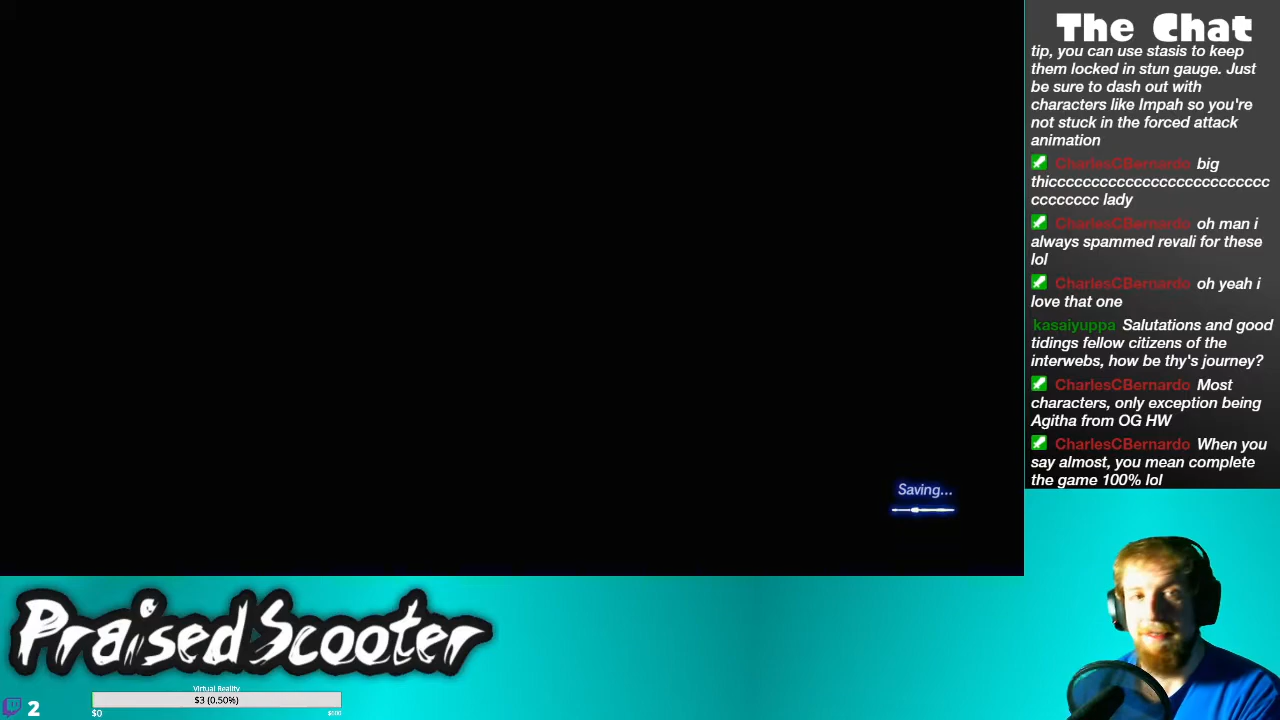 The Chat
tip, you can use stasis to keep
them locked in stun gauge. Just
be sure to dash out with
characters like Impah so you're
not stuck in the forced attack
animation
CharlesCBernardo big
thicccccccccccccccccccccccccc
cccccccc lady
CharlesCBernardo oh man i
always spammed revali for these
lol
CharlesCBernardo oh yeah i
love that one
kasaiyuppa Salutations and good
tidings fellow citizens of the
interwebs, how be thy's journey?
CharlesCBernardo Most
characters, only exception being
Agitha from OG HW
CharlesCBernardo When you
say almost, you mean complete
the game 100% lol
Saving...
PraisedScooter
Virtual Reality
$3 (0.50%)
2
$0